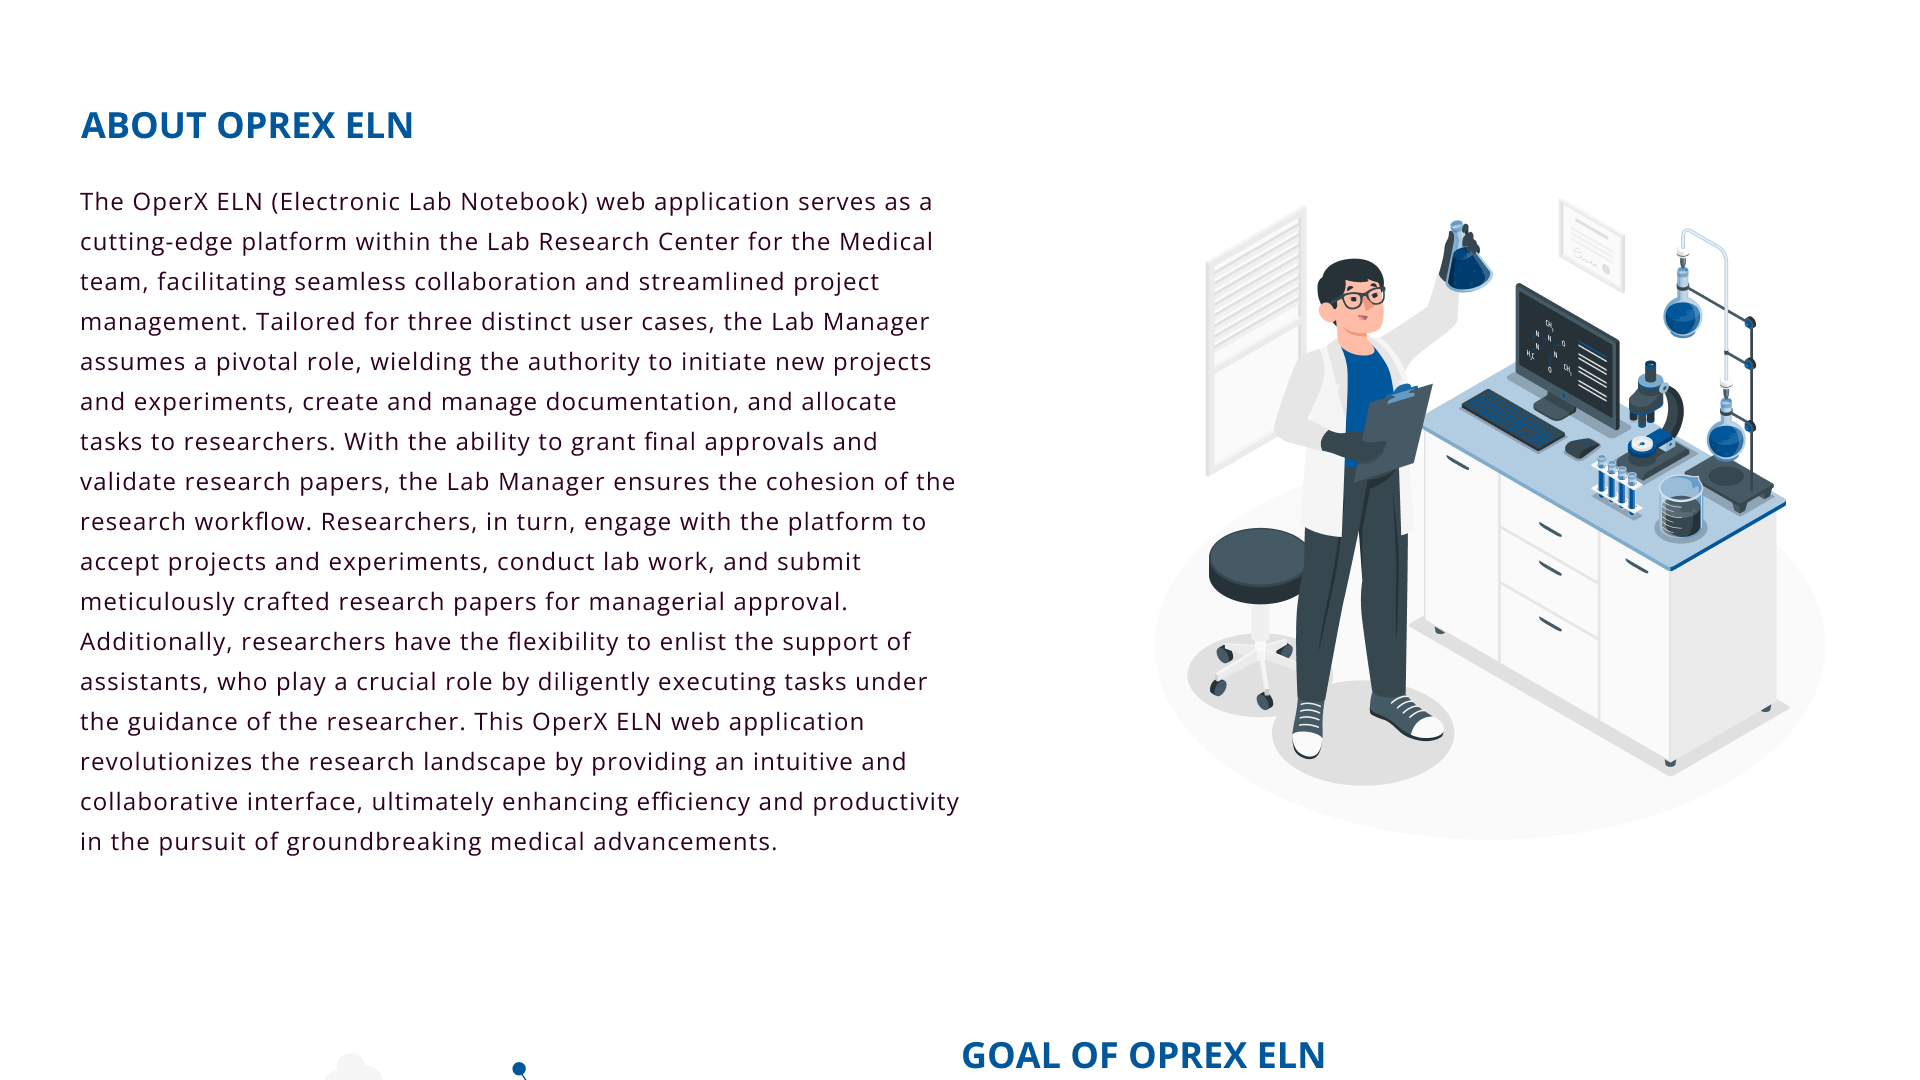 ABOUT OPREX ELN
The OperX ELN (Electronic Lab Notebook) web application serves as a
cutting-edge platform within the Lab Research Center for the Medical
team, facilitating seamless collaboration and streamlined project
management. Tailored for three distinct user cases, the Lab Manager
assumes a pivotal role, wielding the authority to initiate new projects
and experiments, create and manage documentation, and allocate
tasks to researchers. With the ability to grant final approvals and
validate research papers, the Lab Manager ensures the cohesion of the
research workflow. Researchers, in turn, engage with the platform to
accept projects and experiments, conduct lab work, and submit
meticulously crafted research papers for managerial approval.
Additionally, researchers have the flexibility to enlist the support of
assistants, who play a crucial role by diligently executing tasks under
the guidance of the researcher. This OperX ELN web application
revolutionizes the research landscape by providing an intuitive and
collaborative interface, ultimately enhancing efficiency and productivity
in the pursuit of groundbreaking medical advancements.
CH3
N
N
O
N
N
H3C
CH3
O
GOAL OF OPREX ELN